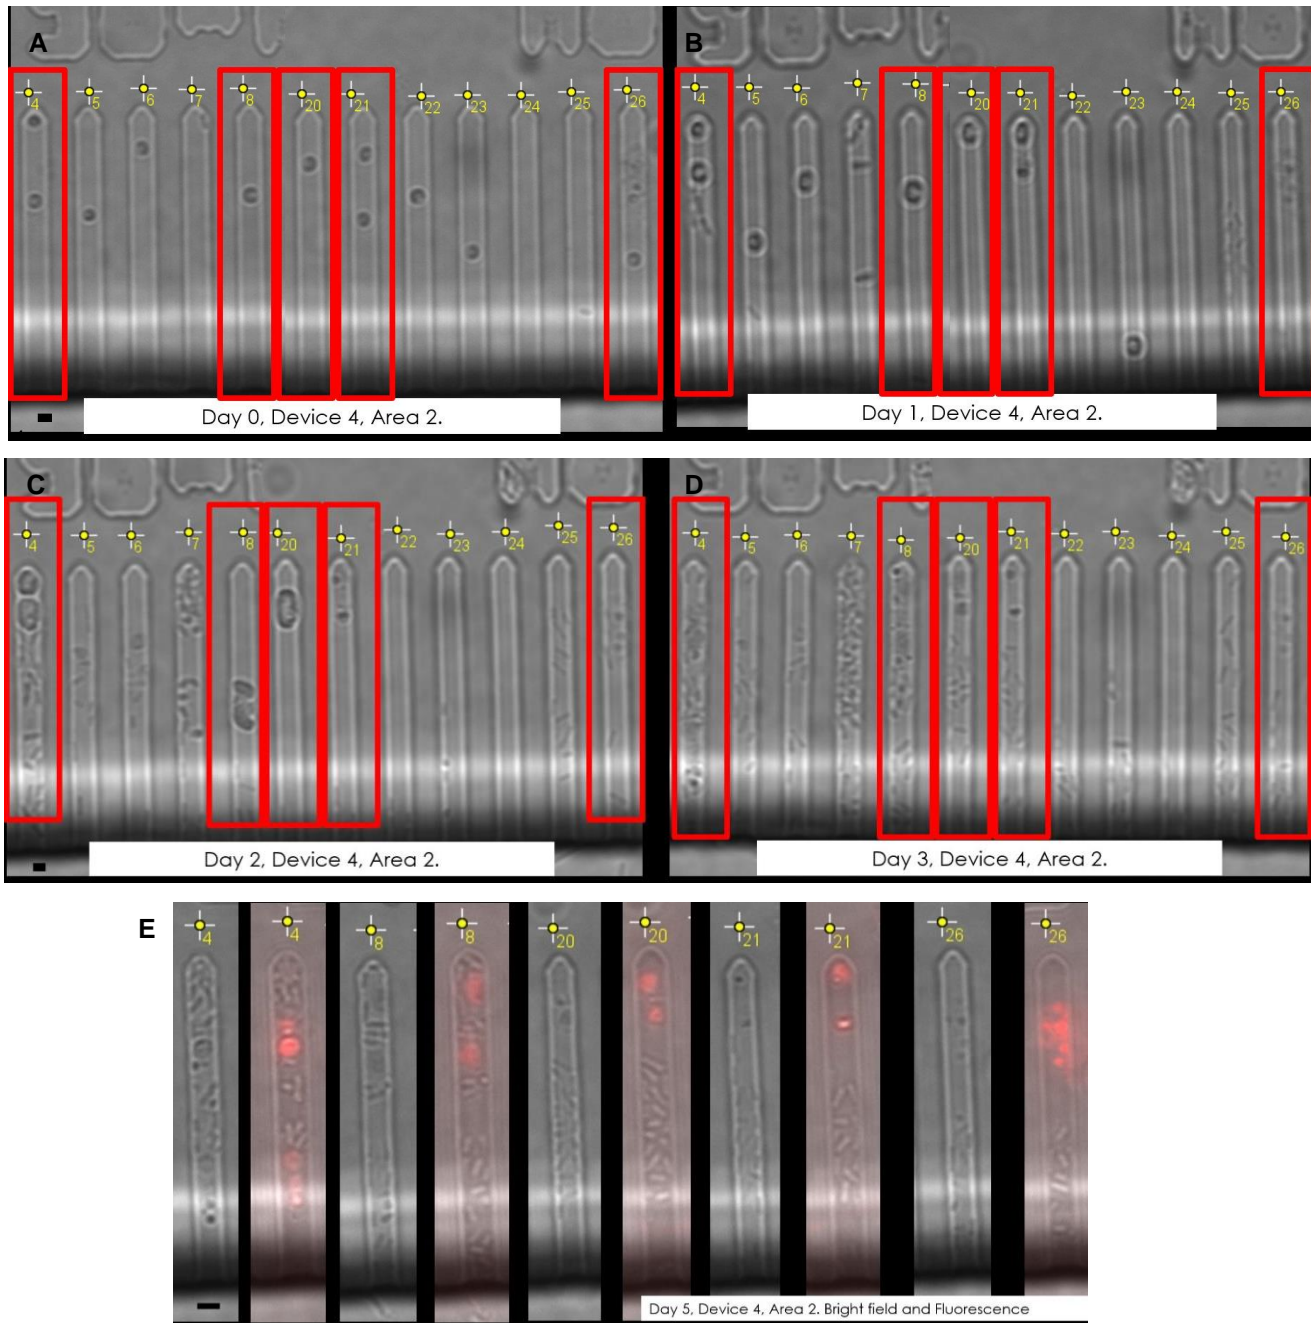 A
4 5 6 7 8 20 21 22 23 24 25 26
Day 0, Device 4, Area 2.
B
4 5 6 7 8 20 21 22 23 24 25 26
Day 1, Device 4, Area 2.
C
4 5 6 7 8 20 21 22 23 24 25 26
Day 2, Device 4, Area 2.
D
4 5 6 7 8 20 21 22 23 24 25 26
Day 3, Device 4, Area 2.
E
4 4 8 8 20 20 21 21 26 26
Day 5, Device 4, Area 2. Bright field and Fluorescence